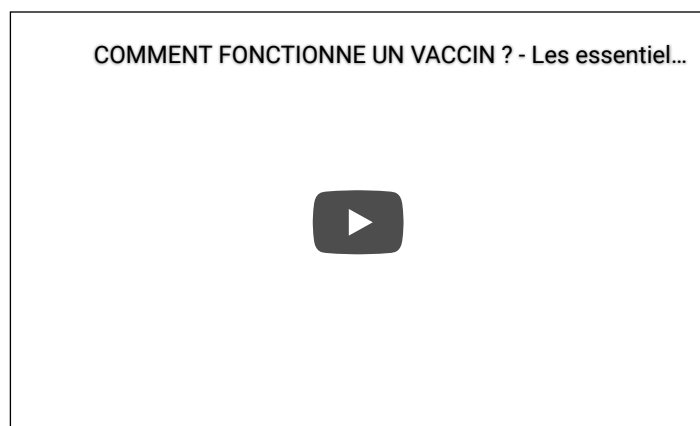 COMMENT FONCTIONNE UN VACCIN ? - Les essentiel...